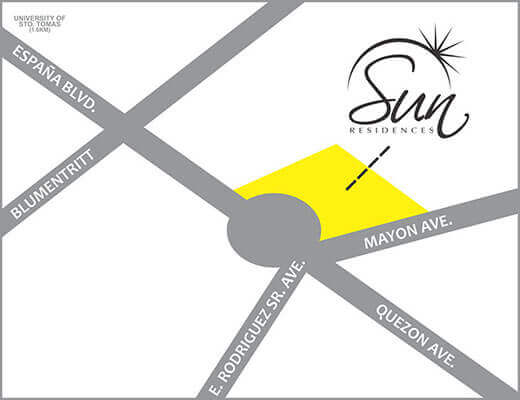 UNIVERSITY OF
STO. TOMAS
(1.6KM)
ESPAÑA BLVD.
BLUMENTRITT
Sun
RESIDENCES
MAYON AVE.
E. RODRIGUEZ SR. AVE.
QUEZON AVE.